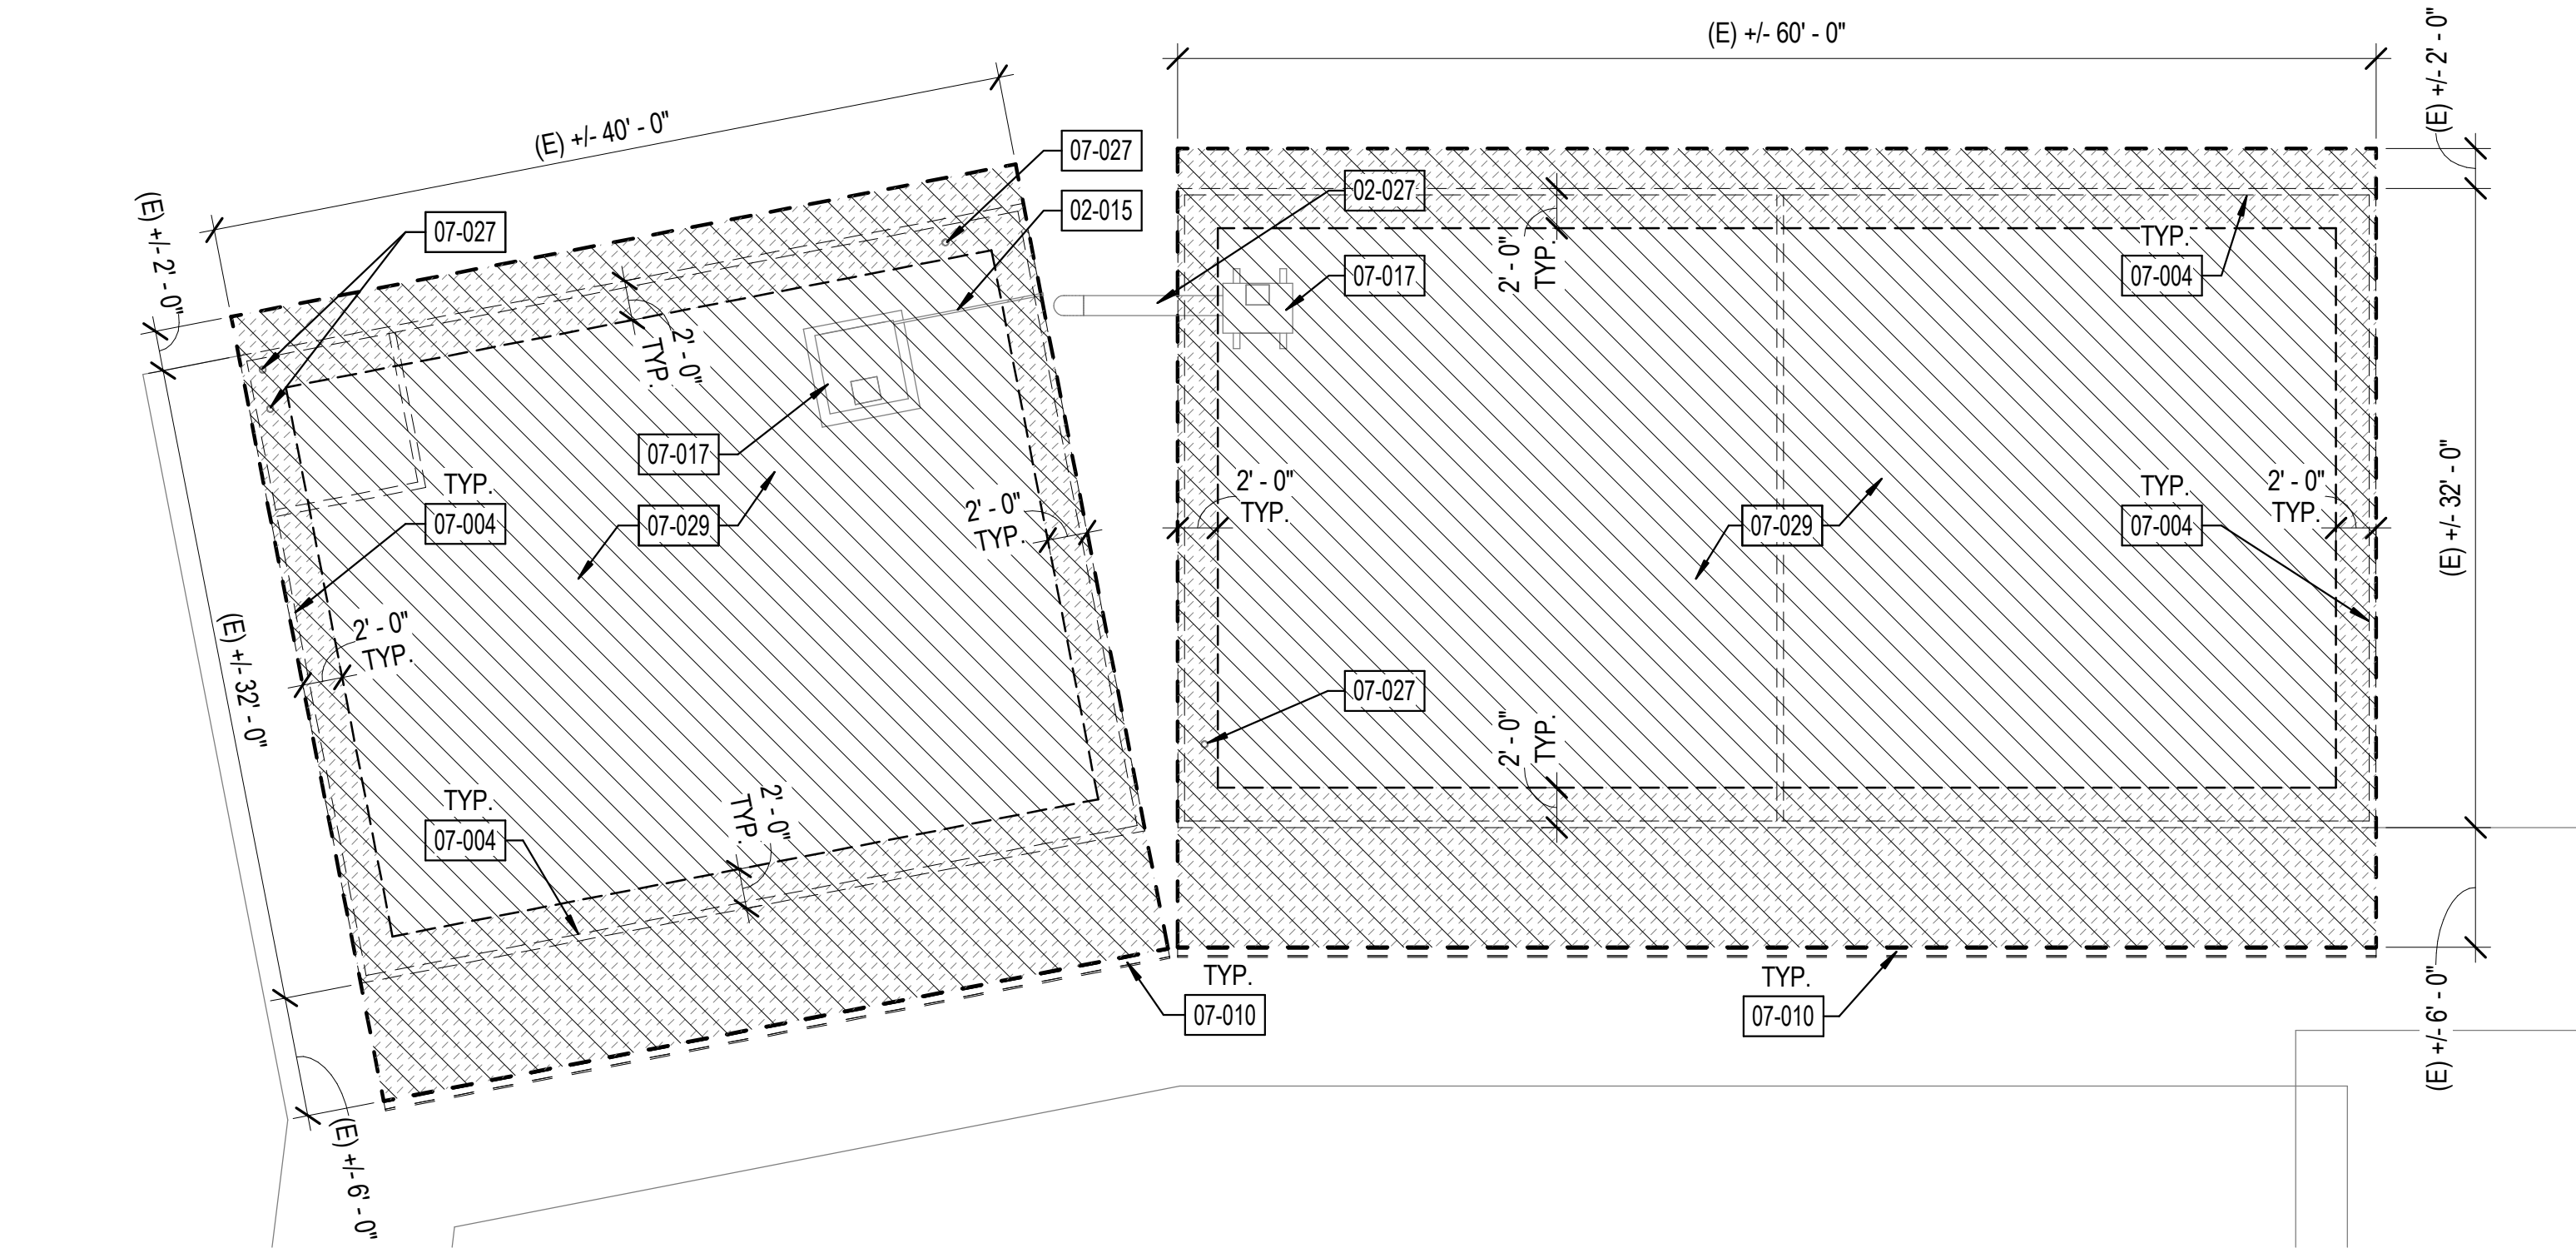 (E) +/- 60' - 0"
(E) +/- 2' - 0"
(E) +/- 40' - 0"
07-027
02-027
02-015
(E) +/- 2' - 0"
07-027
2' - 0"
TYP.
07-017
TYP.
07-004
2' - 0"
TYP.
07-017
TYP.
07-004
07-029
2' - 0"
TYP.
2' - 0"
TYP.
07-029
TYP.
07-004
2' - 0"
TYP.
(E) +/- 32' - 0"
(E) +/- 32' - 0"
2' - 0"
TYP.
07-027
2' - 0"
TYP.
TYP.
07-004
2' - 0"
TYP.
TYP.
07-010
TYP.
07-010
(E) +/- 6' - 0"
(E) +/- 6' - 0"